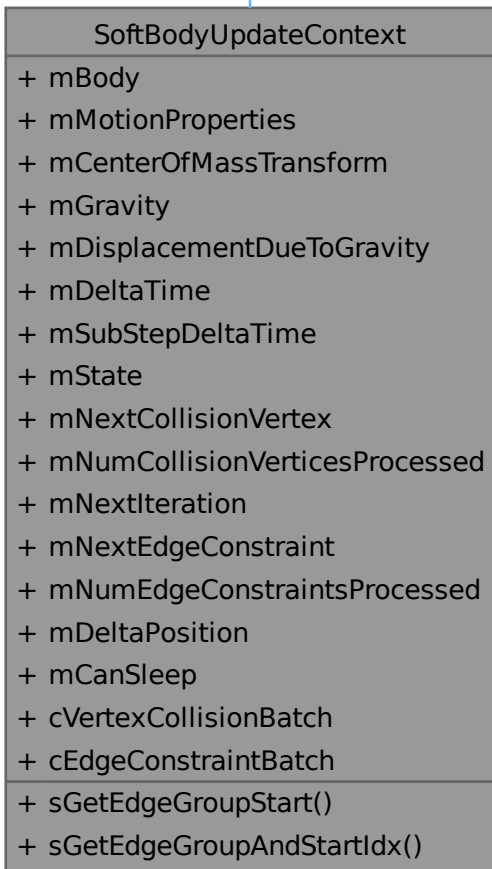 SoftBodyUpdateContext
+ mBody
+ mMotionProperties
+ mCenterOfMassTransform
+ mGravity
+ mDisplacementDueToGravity
+ mDeltaTime
+ mSubStepDeltaTime
+ mState
+ mNextCollisionVertex
+ mNumCollisionVerticesProcessed
+ mNextIteration
+ mNextEdgeConstraint
+ mNumEdgeConstraintsProcessed
+ mDeltaPosition
+ mCanSleep
+ cVertexCollisionBatch
+ cEdgeConstraintBatch
+ sGetEdgeGroupStart()
+ sGetEdgeGroupAndStartIdx()